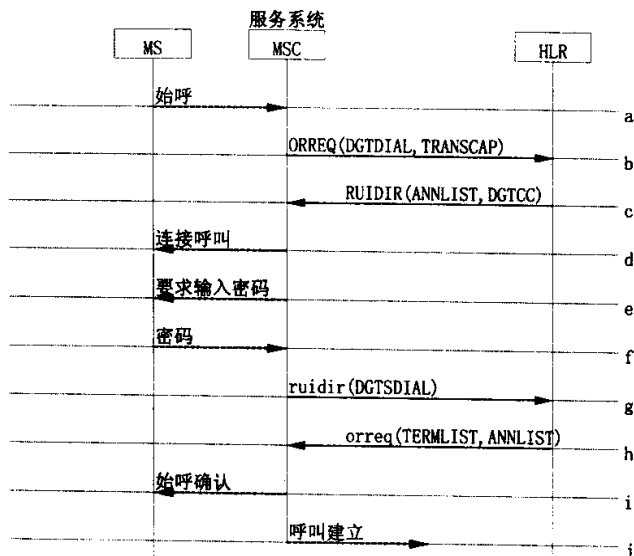 服务系统
MS
MSC
HLR
始呼
a
ORREQ(DGTDIAL, TRANSCAP)
b
RUIDIR(ANNLIST, DGTCC)
c
连接呼叫
d
要求输入密码
e
密码
f
ruidir(DGTSDIAL)
g
orreq(TERMLIST, ANNLIST)
h
始呼确认
i
呼叫建立
j